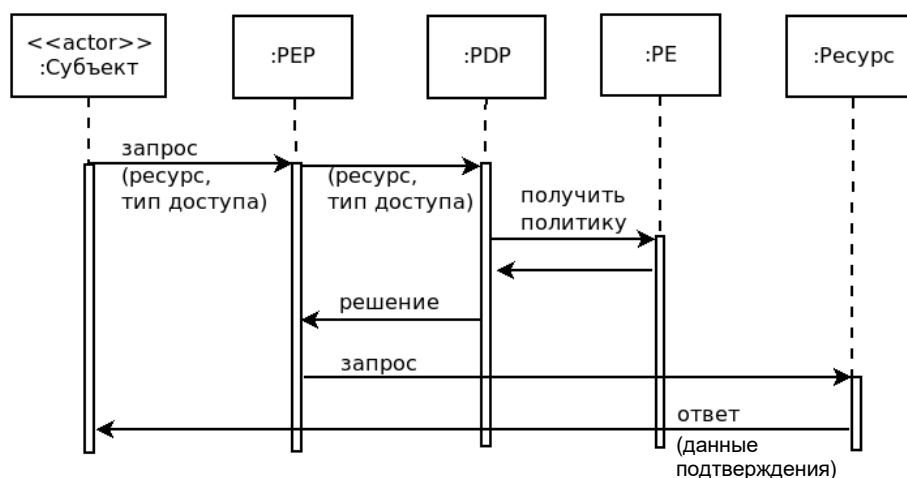 <<actor>>
:Субъект
:PEP
:PDP
:PE
:Ресурс
запрос
(ресурс,
тип доступа)
(ресурс,
тип доступа)
получить
политику
решение
запрос
ответ
(данные
подтверждения)